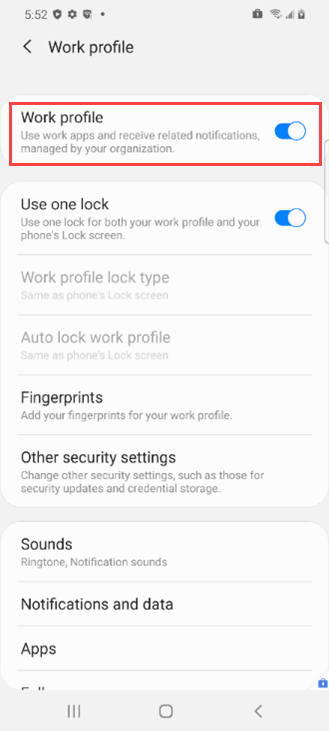 5:52
Work profile
Work profile
Use work apps and receive related notifications,
managed by your organization.
Use one lock
Use one lock for both your work profile and your
phone's Lock screen.
Work profile lock type
Same as phone's Lock screen
Auto lock work profile
Same as phone's Lock screen
Fingerprints
Add your fingerprints for your work profile.
Other security settings
Change other security settings, such as those for
security updates and credential storage.
Sounds
Ringtone, Notification sounds
Notifications and data
Apps